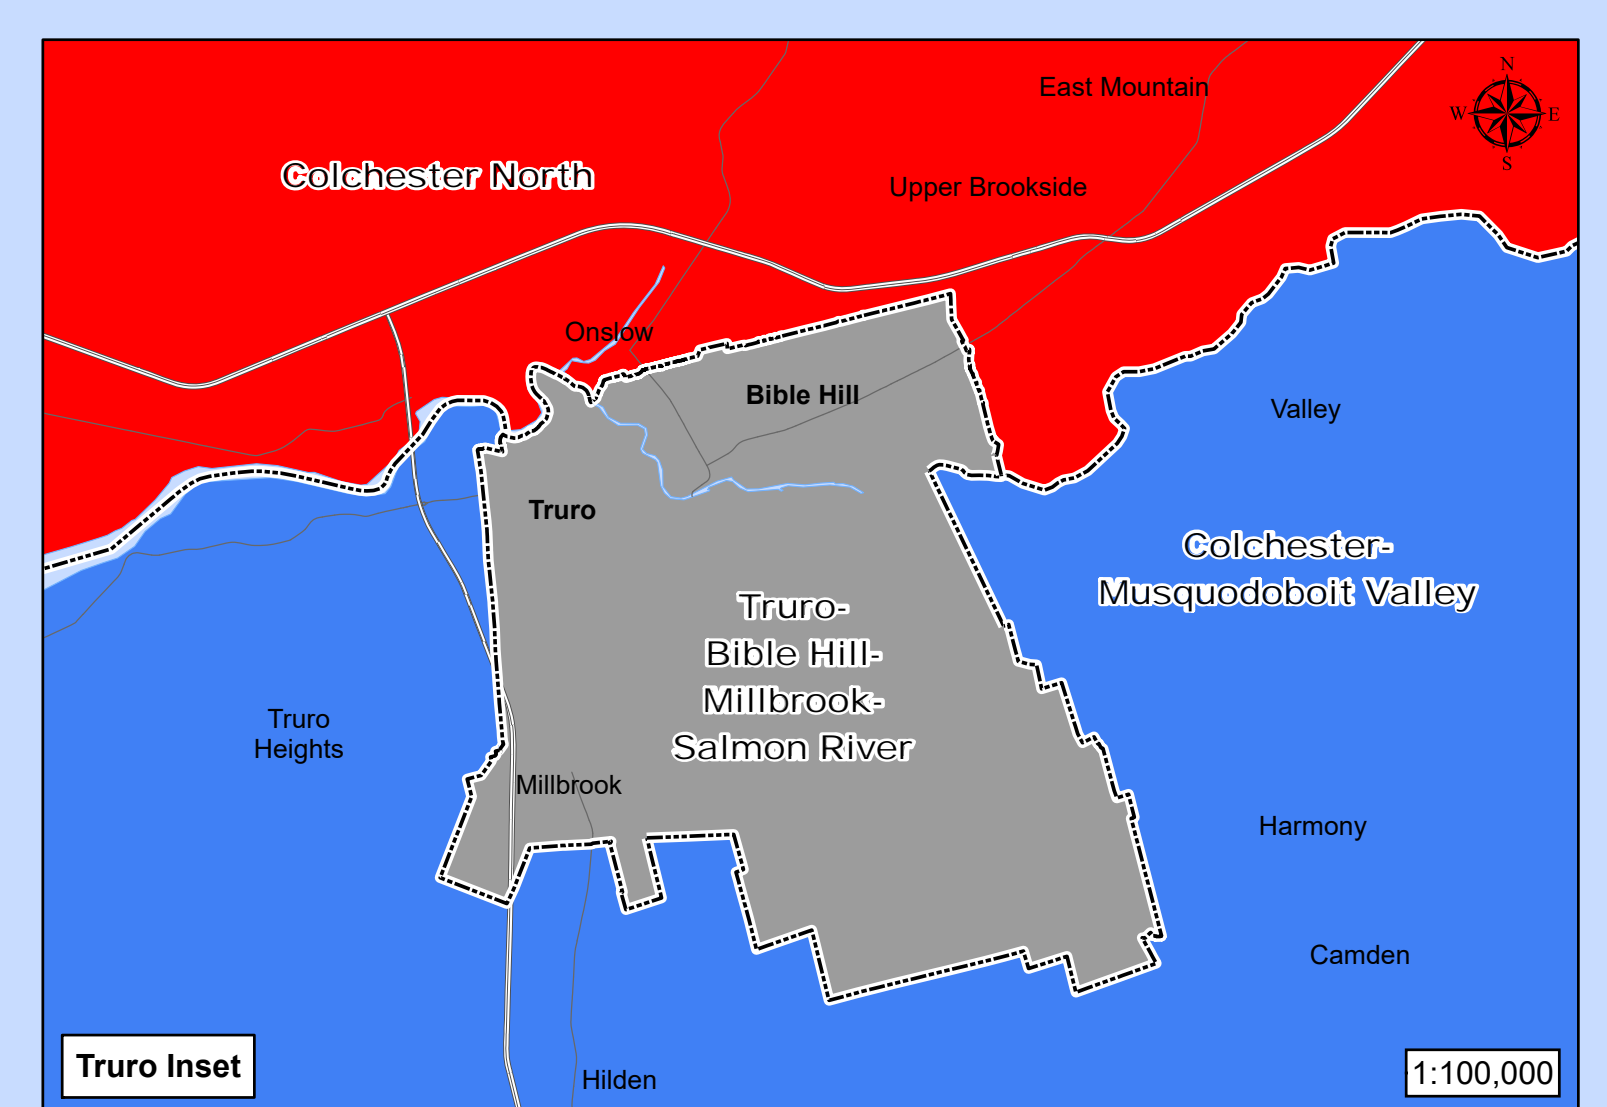 East Mountain
N
W
E
S
Colchester North
Upper Brookside
Onslow
Bible Hill
Valley
Truro
Colchester-
Musquodoboit Valley
Truro-
Bible Hill-
Millbrook-
Salmon River
Truro
Heights
Millbrook
Harmony
Camden
Truro Inset
Hilden
1:100,000